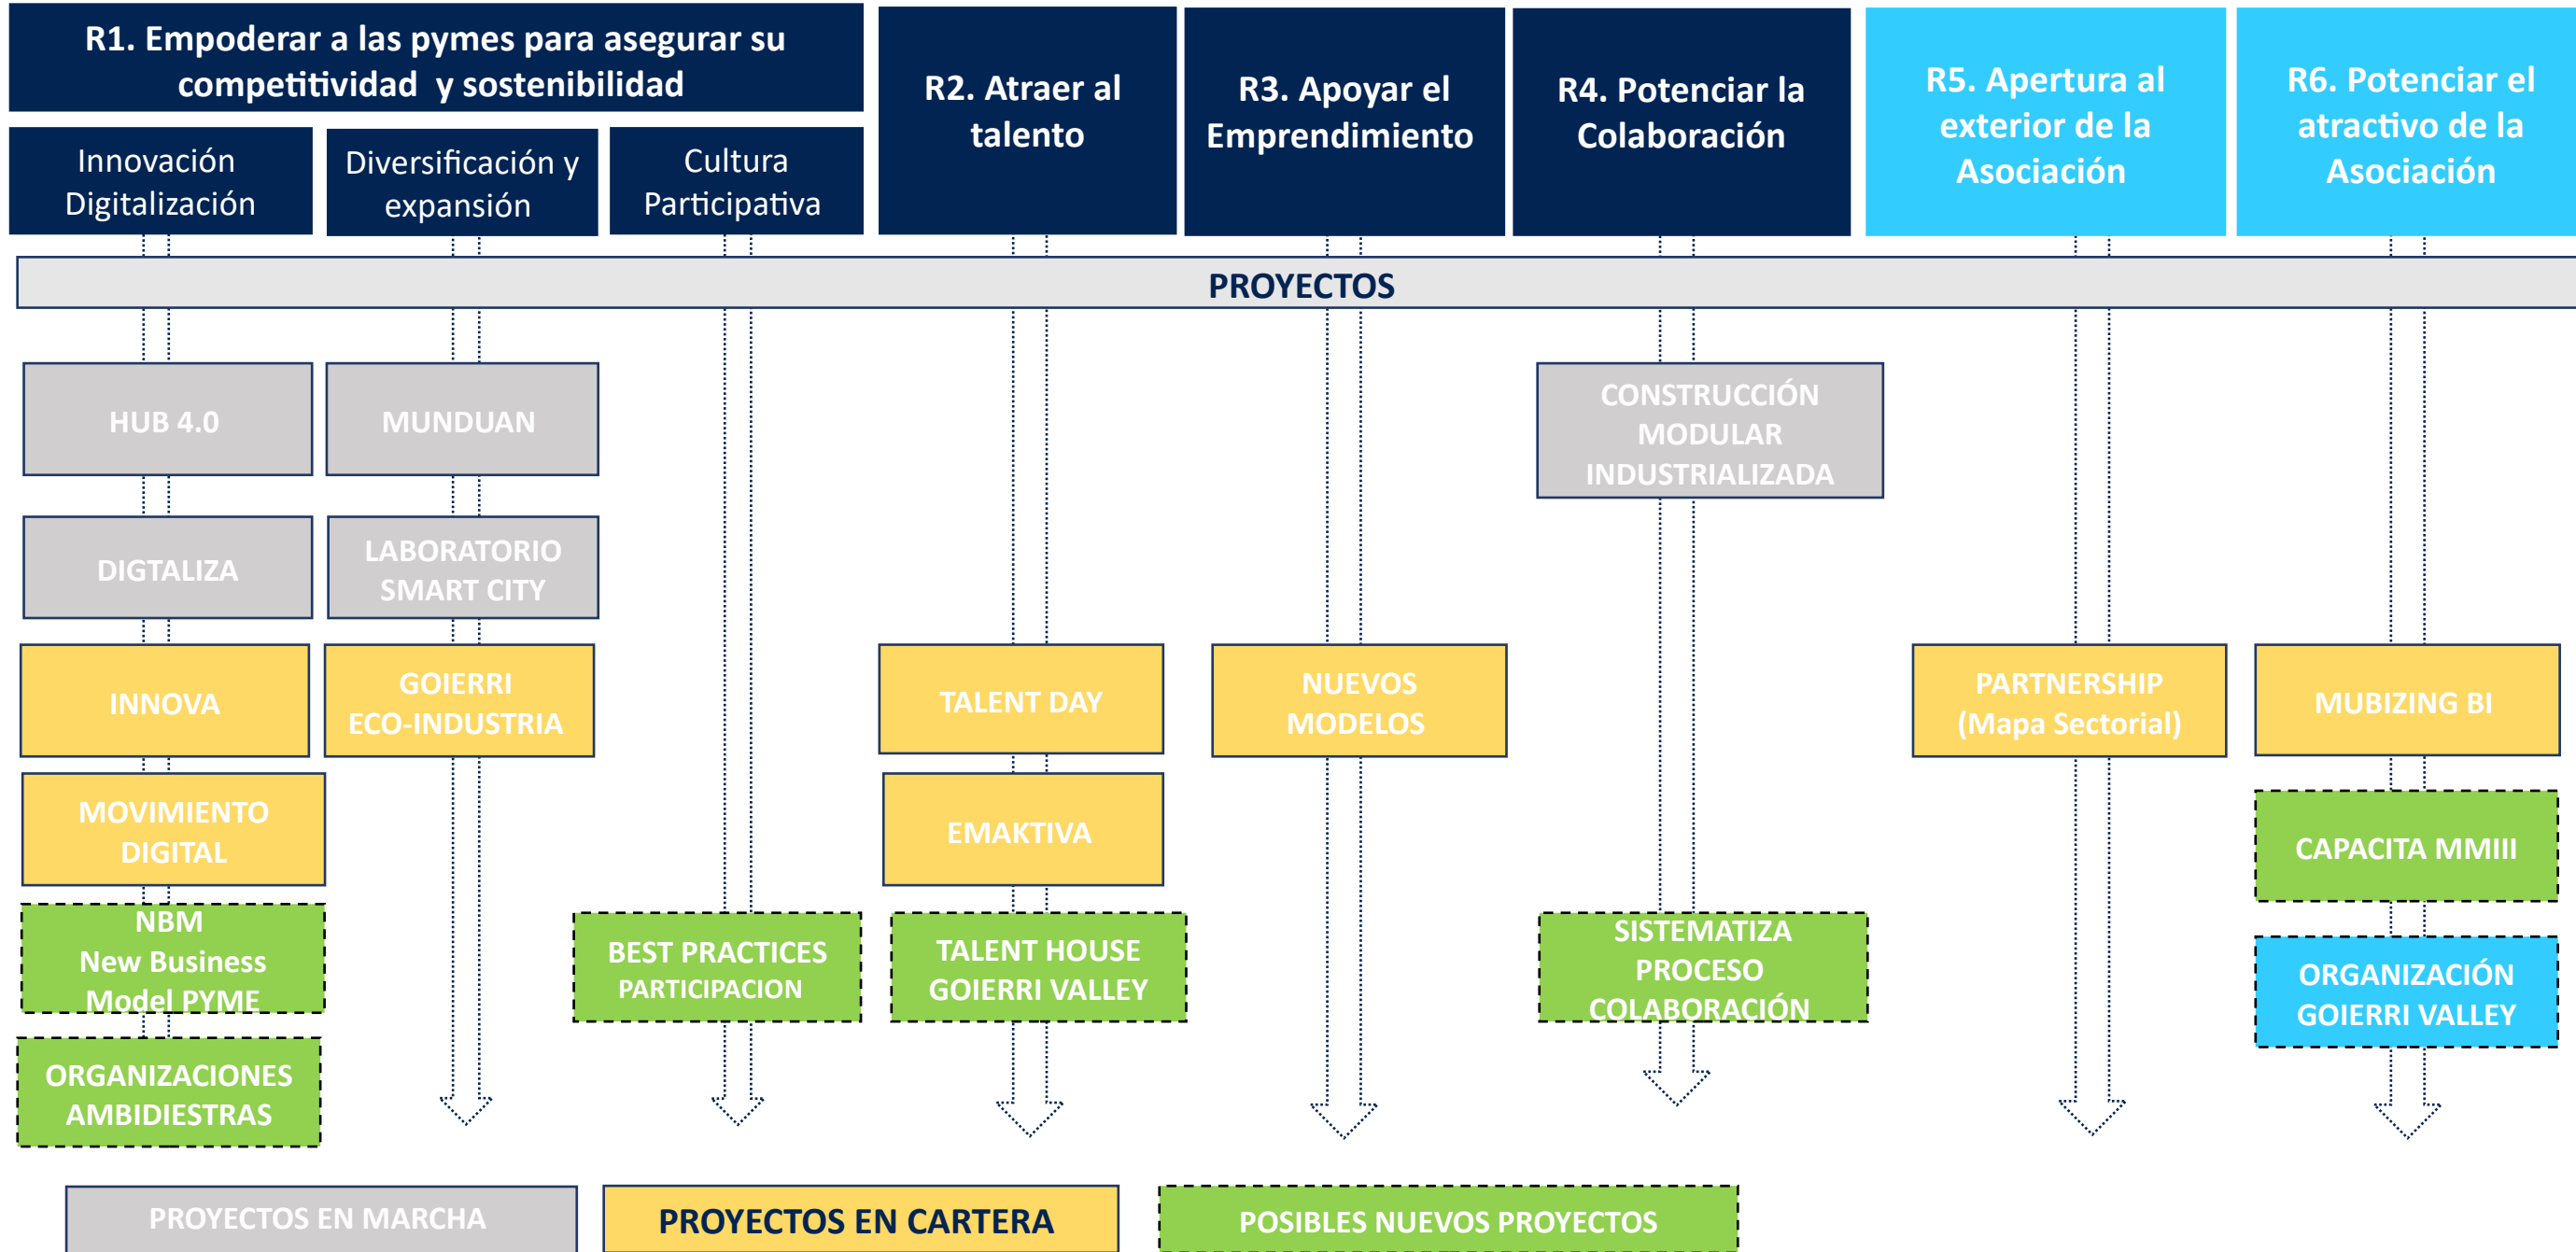 R1. Empoderar a las pymes para asegurar su
competitividad y sostenibilidad
Innovación
Digitalización
Diversificación y
expansión
Cultura
Participativa
R2. Atraer al
talento
R3. Apoyar el
Emprendimiento
R4. Potenciar la
Colaboración
R5. Apertura al
exterior de la
Asociación
R6. Potenciar el
atractivo de la
Asociación
PROYECTOS
HUB 4.0
MUNDUAN
CONSTRUCCIÓN
MODULAR
INDUSTRIALIZADA
DIGTALIZA
LABORATORIO
SMART CITY
INNOVA
GOIERRI
ECO-INDUSTRIA
TALENT DAY
NUEVOS
MODELOS
PARTNERSHIP
(Mapa Sectorial)
MUBIZING BI
MOVIMIENTO
DIGITAL
EMAKTIVA
CAPACITA MMIII
NBM
New Business
Model PYME
BEST PRACTICES
PARTICIPACION
TALENT HOUSE
GOIERRI VALLEY
SISTEMATIZA
PROCESO
COLABORACIÓN
ORGANIZACIÓN
GOIERRI VALLEY
ORGANIZACIONES
AMBIDIESTRAS
PROYECTOS EN MARCHA
PROYECTOS EN CARTERA
POSIBLES NUEVOS PROYECTOS